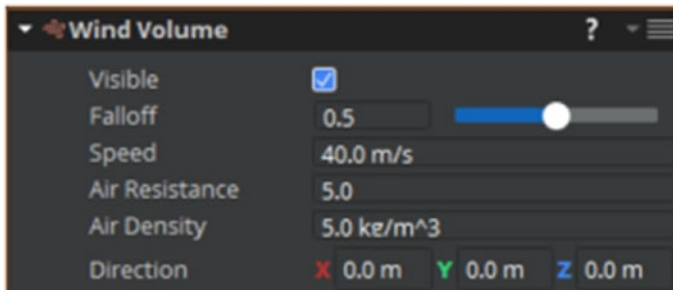 Wind Volume ?
Visible
Falloff 0.5
Speed 40.0 m/s
Air Resistance 5.0
Air Density 5.0 kg/m^3
Direction X 0.0 m Y 0.0 m Z 0.0 m